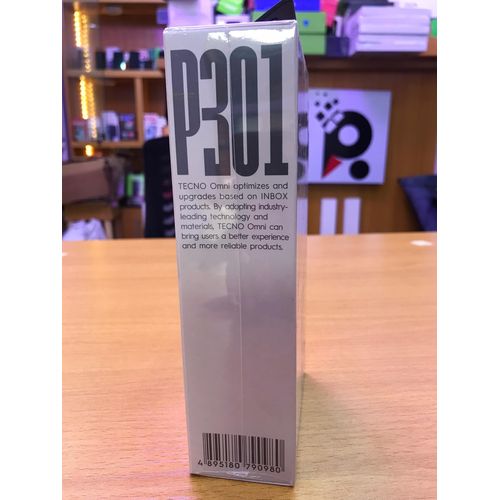 P301
TECNO Omni optimizes and
upgrades based on INBOX
products. By adopting industry-
leading technology and
materials, TECNO Omni can
bring users a better experience
and more reliable products.
4 895180 790980